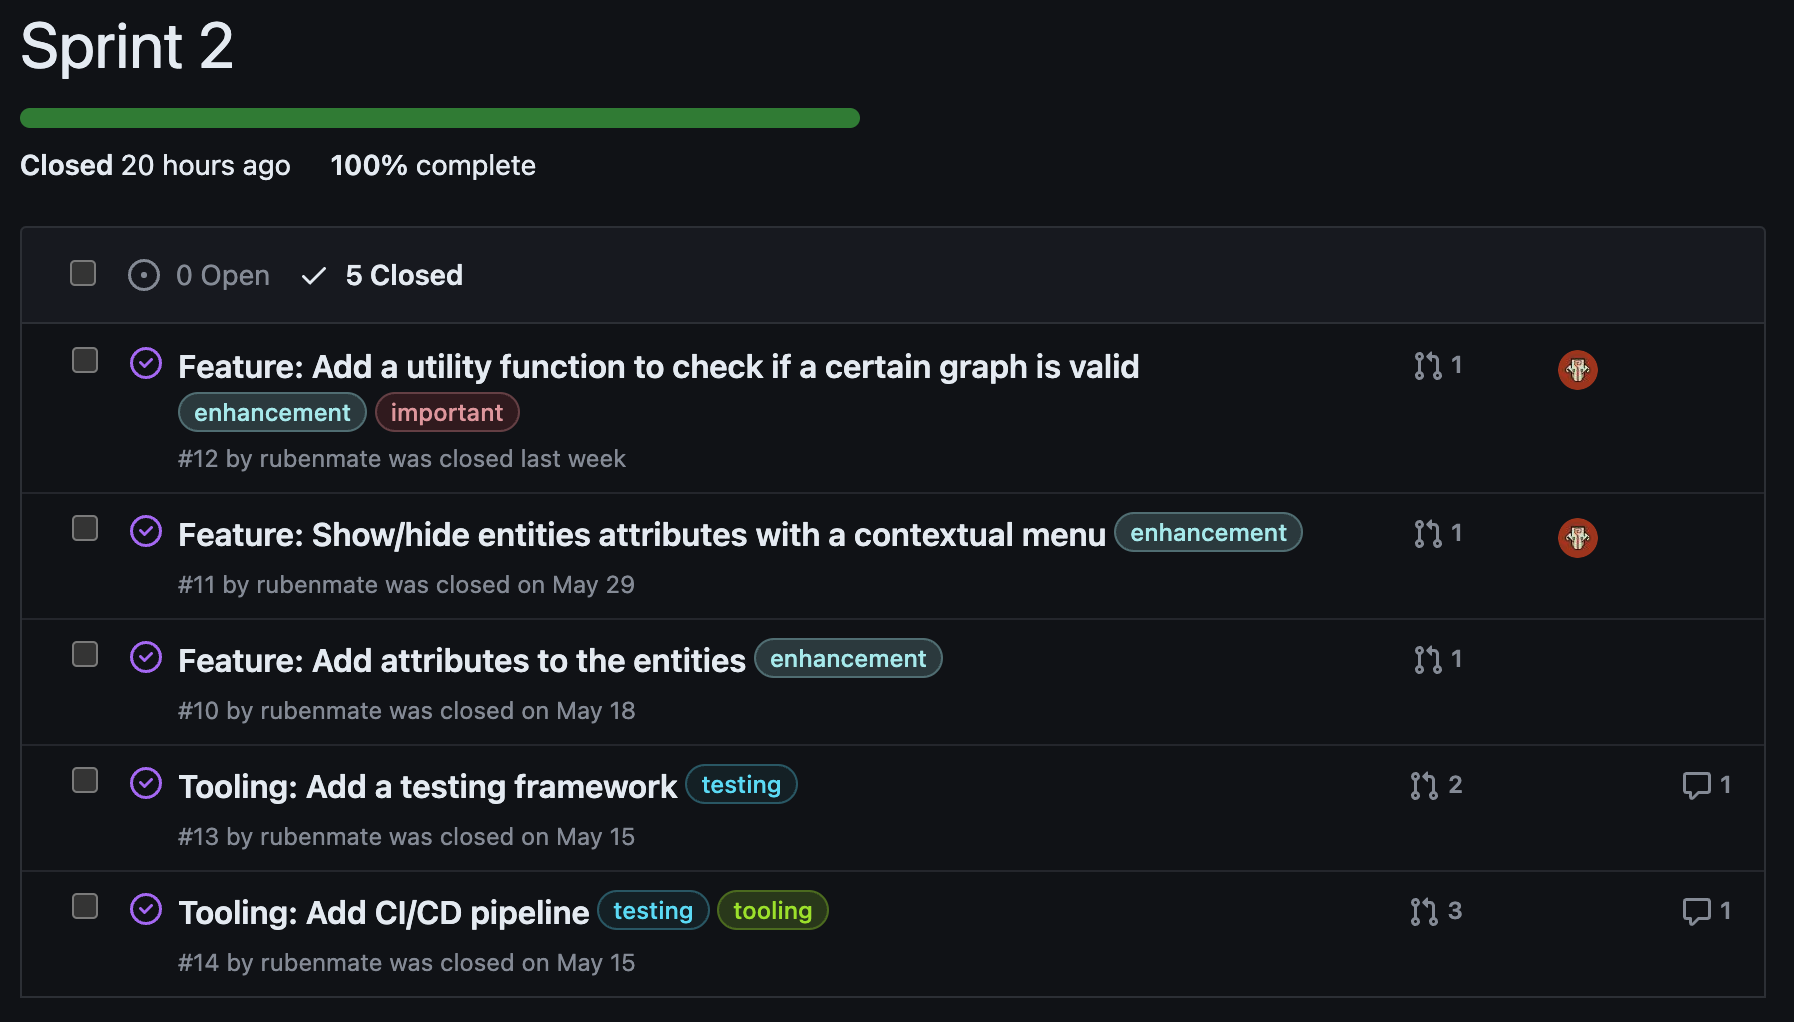 Sprint 2
Closed 20 hours ago 100% complete
0 Open 5 Closed
Feature: Add a utility function to check if a certain graph is valid 1
enhancement important
#12 by rubenmate was closed last week
Feature: Show/hide entities attributes with a contextual menu enhancement 1
#11 by rubenmate was closed on May 29
Feature: Add attributes to the entities enhancement 1
#10 by rubenmate was closed on May 18
Tooling: Add a testing framework testing 2 1
#13 by rubenmate was closed on May 15
Tooling: Add CI/CD pipeline testing tooling 3 1
#14 by rubenmate was closed on May 15